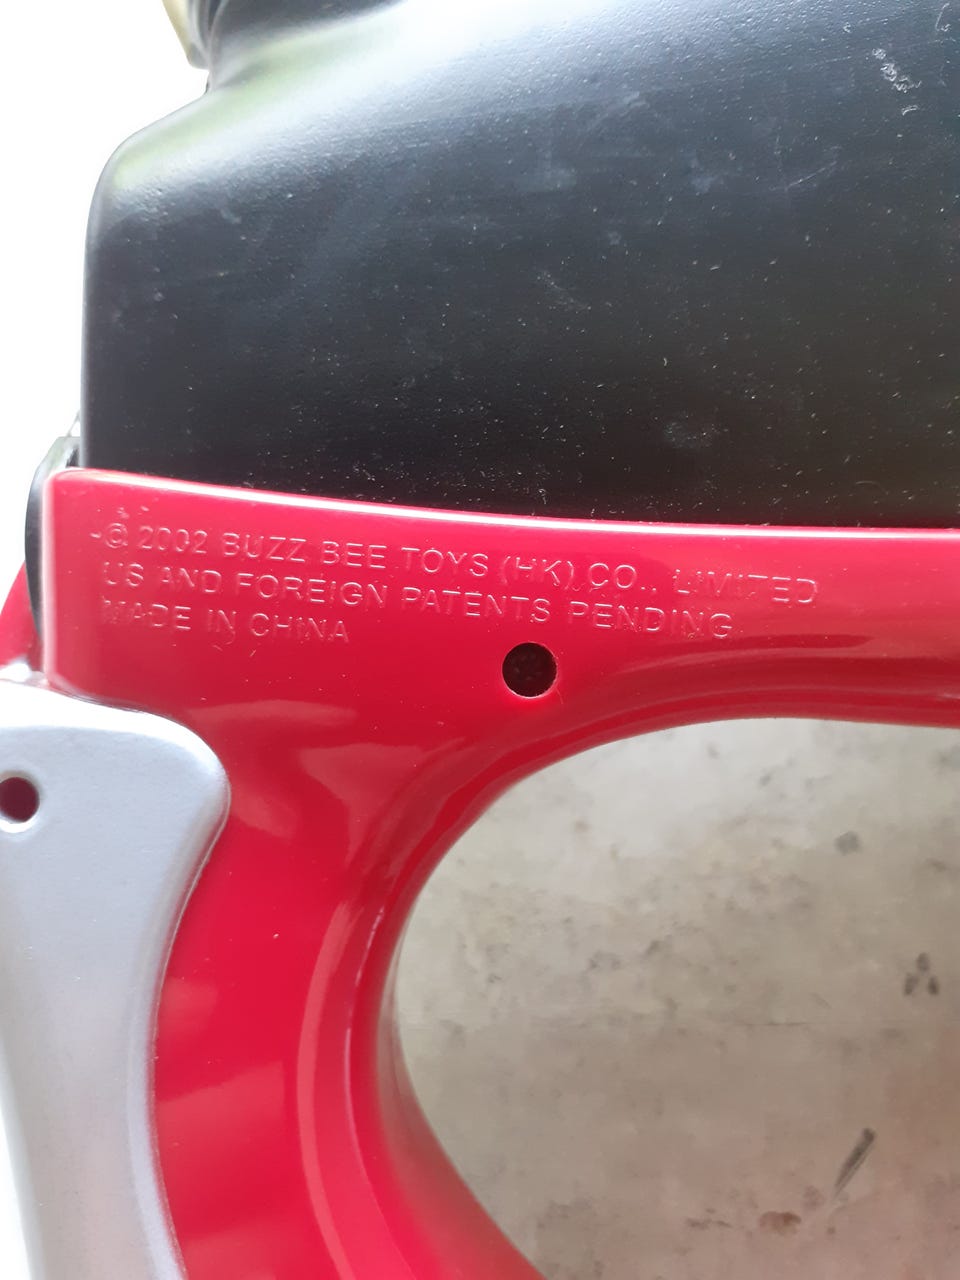 © 2002 BUZZ BEE TOYS (HK) CO., LIMITED
US AND FOREIGN PATENTS PENDING
MADE IN CHINA